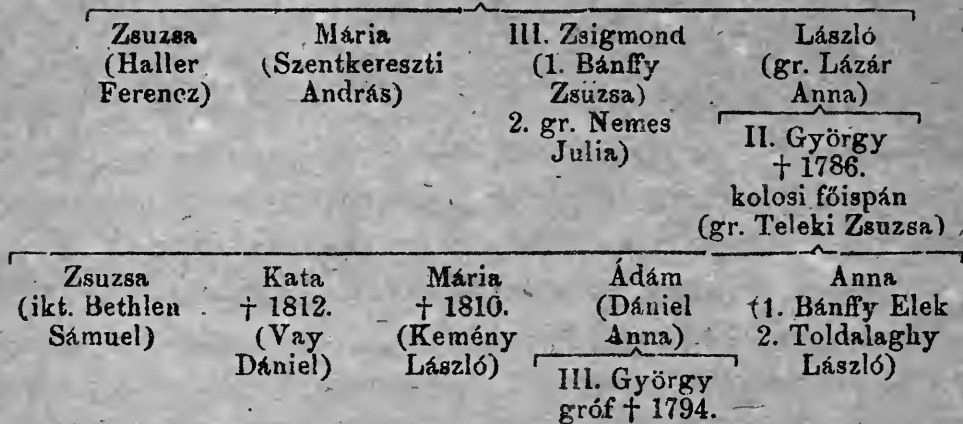 Zsuzsa Mária III. Zsigmond László
(Haller (Szentkereszti (1. Bánffy (gr. Lázár
Ferencz) András) Zsuzsa) Anna)
2. gr. Nemes
Julia) II. György
† 1786.
kolosi főispán
(gr. Teleki Zsuzsa)
Zsuzsa Kata Mária Ádám Anna
(ikt. Bethlen † 1812. † 1810. (Dániel (1. Bánffy Elek
Sámuel) (Vay (Kemény Anna) 2. Toldalaghy
Dániel) László) László)
III. György
gróf † 1794.